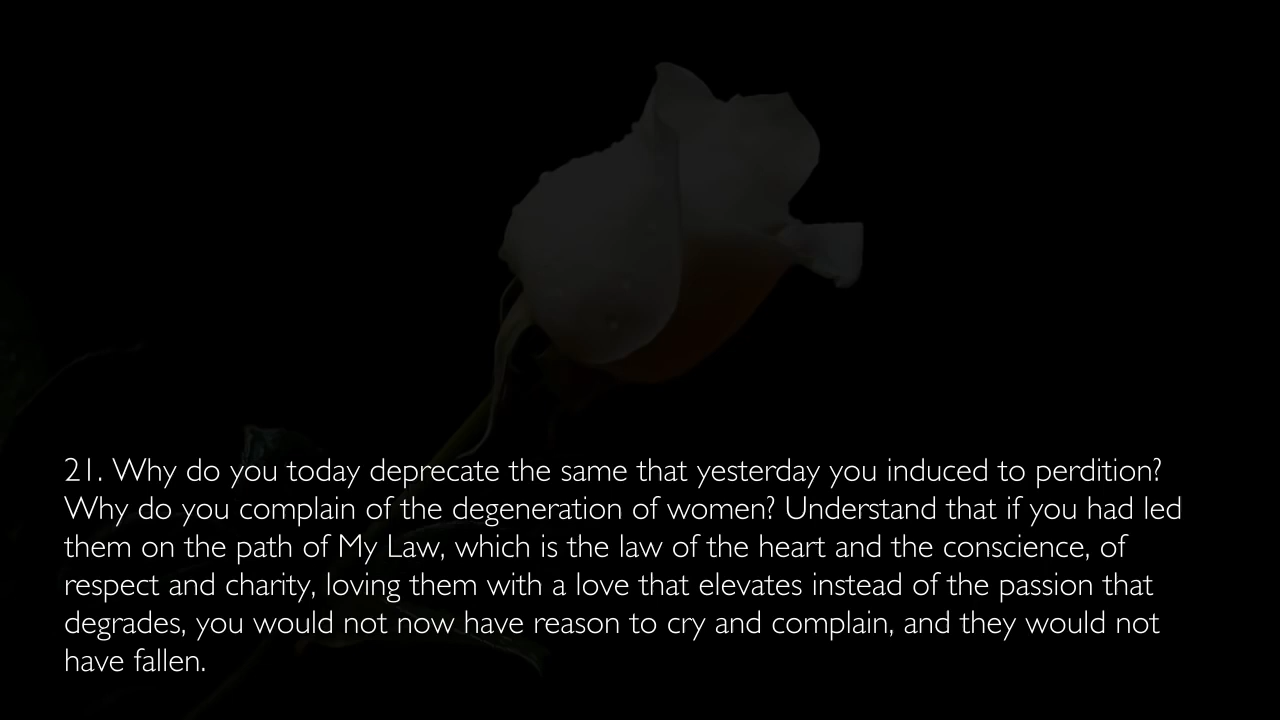 21. Why do you today deprecate the same that yesterday you induced to perdition?
Why do you complain of the degeneration of women? Understand that if you had led
them on the path of My Law, which is the law of the heart and the conscience, of
respect and charity, loving them with a love that elevates instead of the passion that
degrades, you would not now have reason to cry and complain, and they would not
have fallen.